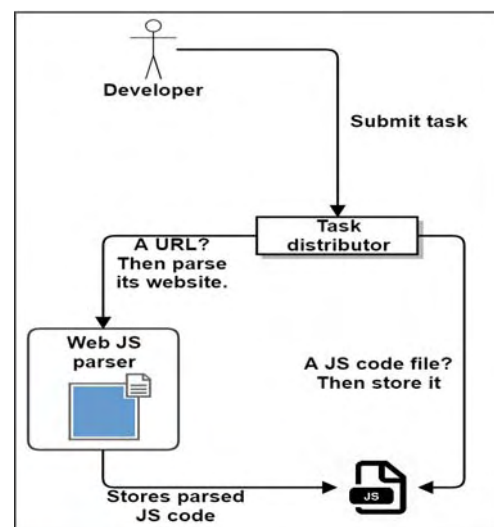 Developer
Submit task
Task
distributor
A URL?
Then parse
its website.
Web JS
parser
A JS code file?
Then store it
JS
Stores parsed
JS code